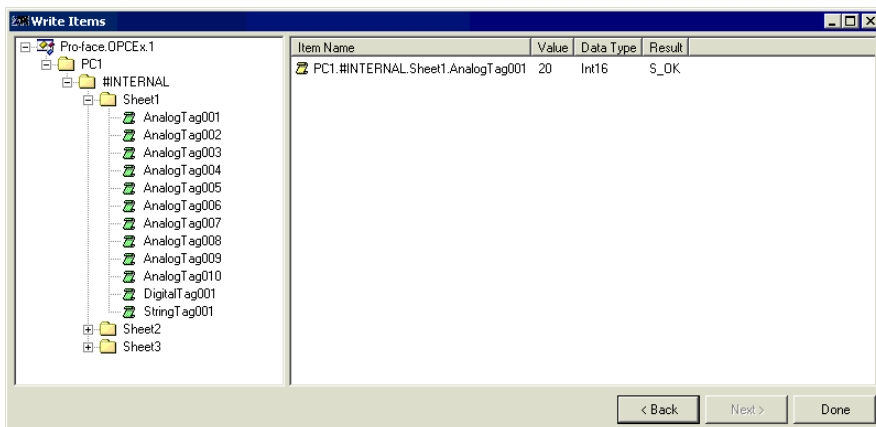 Write Items
Pro-face.OPCEx.1
PC1
#INTERNAL
Sheet1
AnalogTag001
AnalogTag002
AnalogTag003
AnalogTag004
AnalogTag005
AnalogTag006
AnalogTag007
AnalogTag008
AnalogTag009
AnalogTag010
DigitalTag001
StringTag001
Sheet2
Sheet3
Item Name Value Data Type Result
PC1.#INTERNAL.Sheet1.AnalogTag001 20 Int16 S_OK
< Back Next > Done